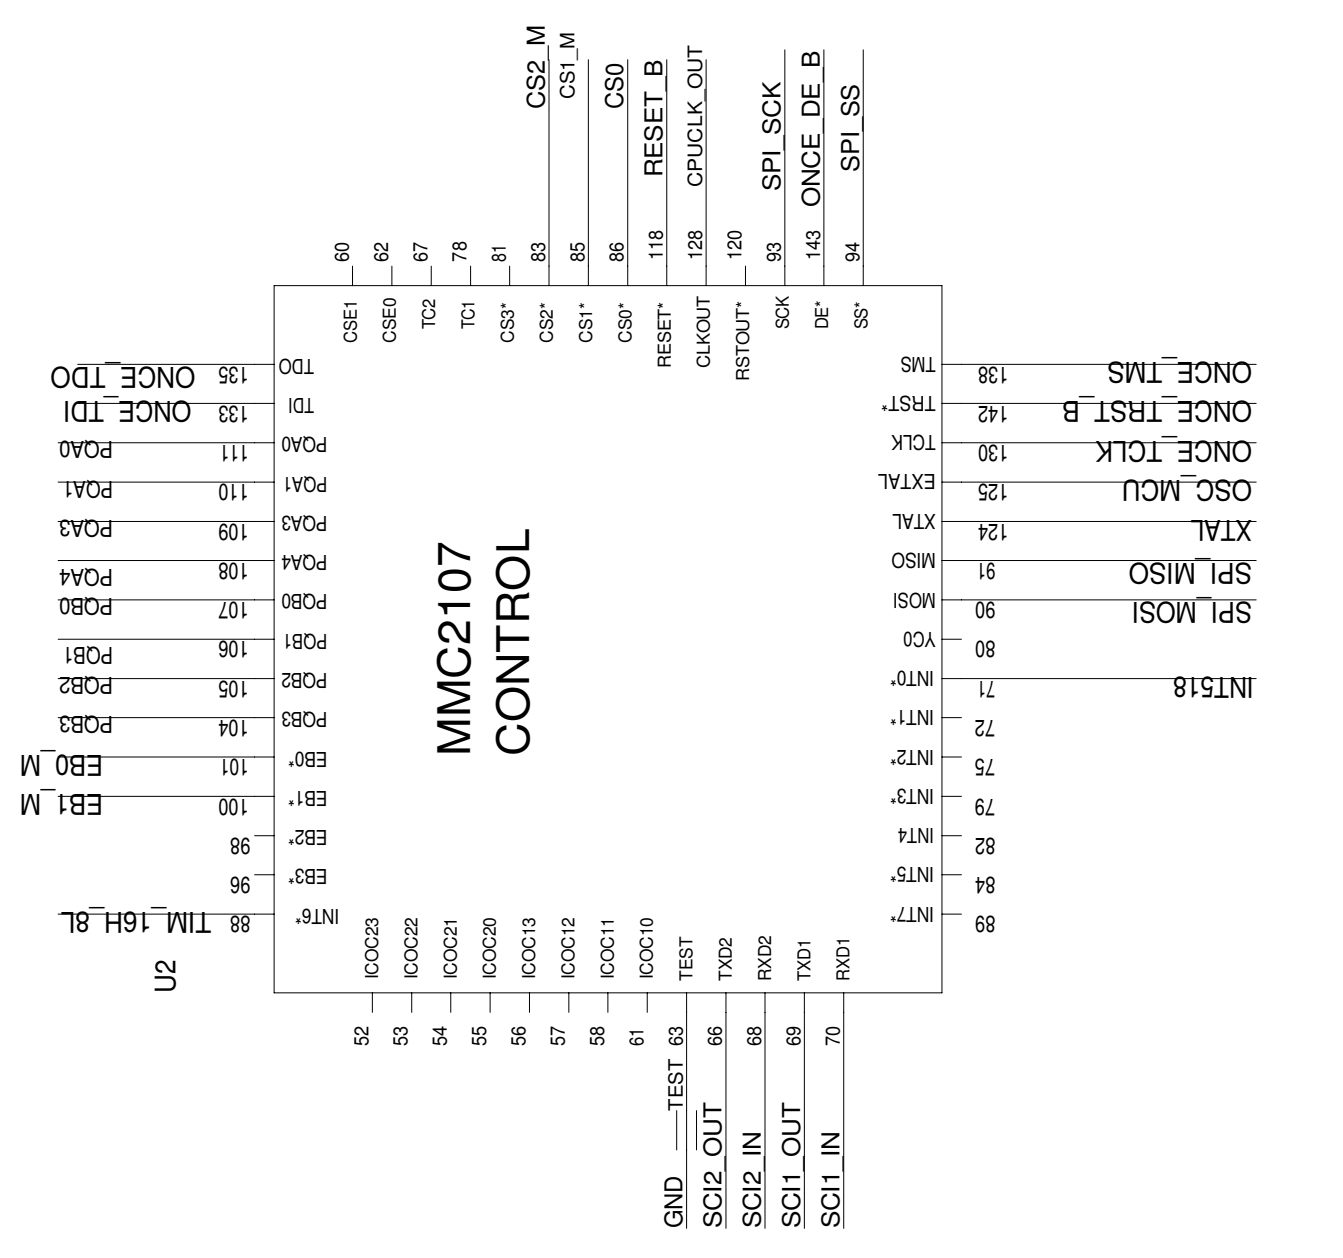 CS2_M
CS1_M
CS0
RESET_B
CPUCLK_OUT
SPI_SCK
ONCE_DE_B
SPI_SS
60
62
67
78
81
83
85
86
118
128
120
93
143
94
CSE1
CSE0
TC2
TC1
CS3*
CS2*
CS1*
CS0*
RESET*
CLKOUT
RSTOUT*
SCK
DE*
SS*
ONCE_TDO 135 TDO
ONCE_TDI 133 TDI
PQA0 111 PQA0
PQA1 110 PQA1
PQA3 109 PQA3
PQA4 108 PQA4
PQB0 107 PQB0
PQB1 106 PQB1
PQB2 105 PQB2
PQB3 104 PQB3
EB0_M 101 EB0*
EB1_M 100 EB1*
98 EB2*
96 EB3*
TIM_16H_8L 88 INT6*
U2
MMC2107
CONTROL
TMS 138 ONCE_TMS
TRST* 142 ONCE_TRST_B
TCLK 130 ONCE_TCLK
EXTAL 125 OSC_MCU
XTAL 124 XTAL
MISO 91 SPI_MISO
MOSI 90 SPI_MOSI
YC0 80
INT0* 71 INT518
INT1* 72
INT2* 75
INT3* 79
INT4 82
INT5* 84
INT7* 89
ICOC23
ICOC22
ICOC21
ICOC20
ICOC13
ICOC12
ICOC11
ICOC10
TEST
TXD2
RXD2
TXD1
RXD1
52
53
54
55
56
57
58
61
63
66
68
69
70
GND_TEST
SCI2_OUT
SCI2_IN
SCI1_OUT
SCI1_IN